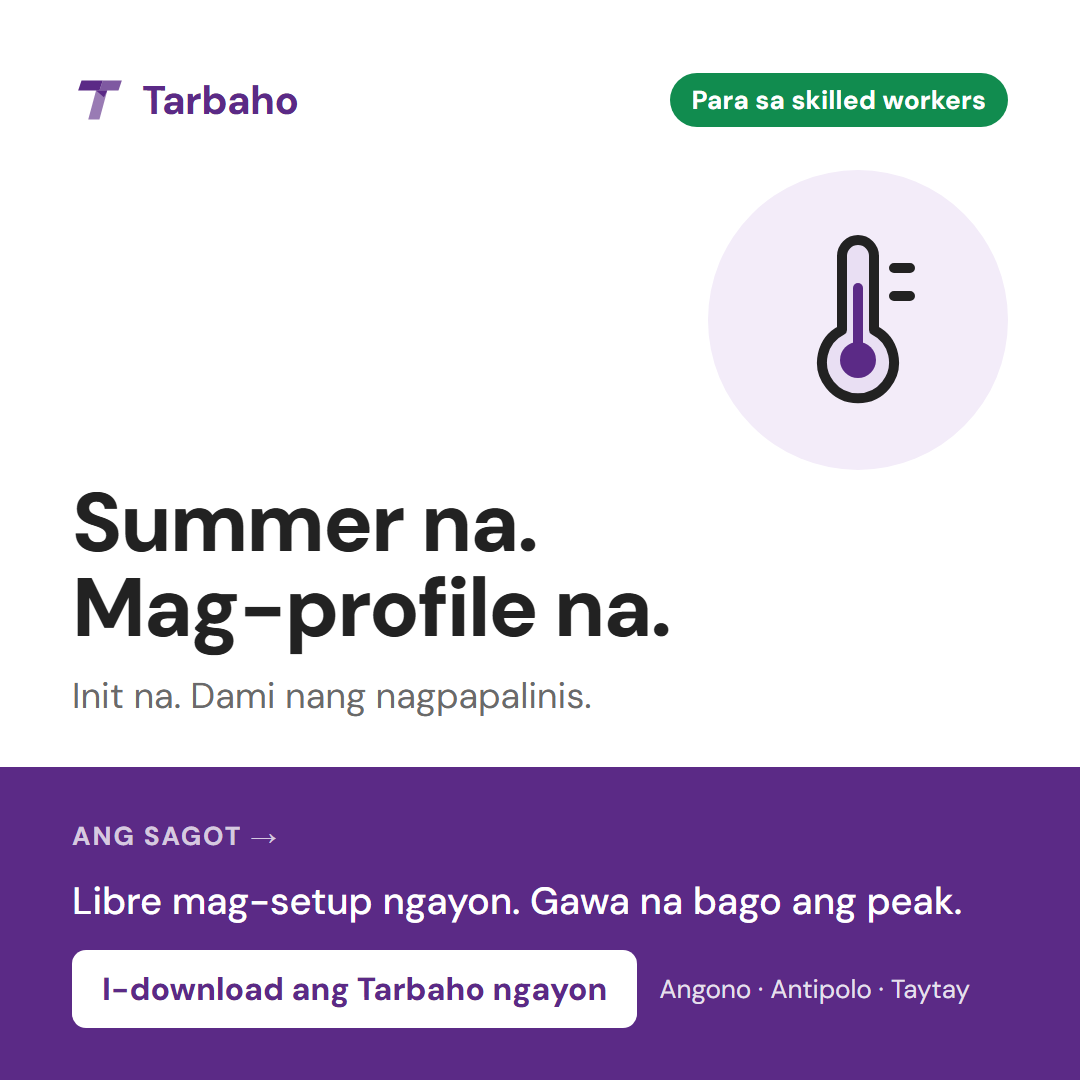 Tarbaho
Para sa skilled workers
Summer na.
Mag-profile na.
Init na. Dami nang nagpapalinis.
ANG SAGOT →
Libre mag-setup ngayon. Gawa na bago ang peak.
I-download ang Tarbaho ngayon
Angono · Antipolo · Taytay